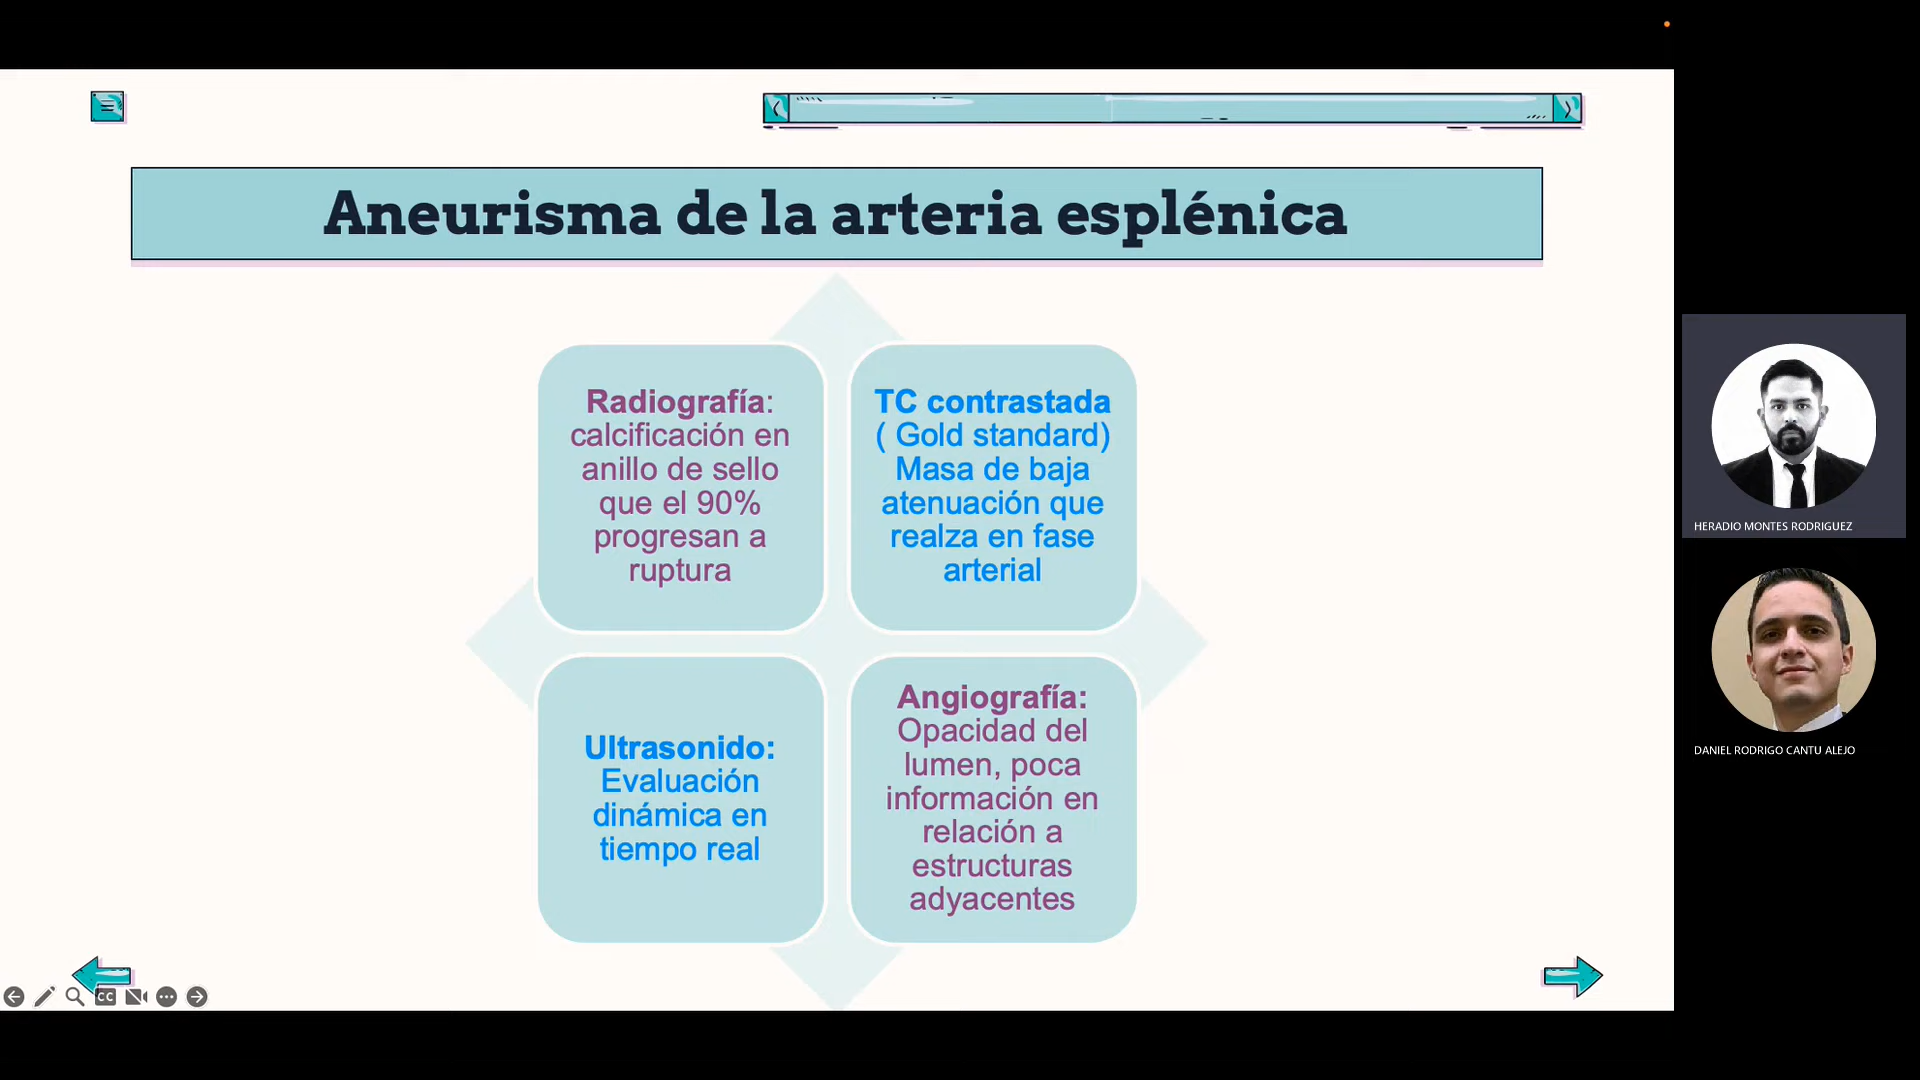 Aneurisma de la arteria esplénica
Radiografía:
calcificación en
anillo de sello
que el 90%
progresan a
ruptura
TC contrastada
( Gold standard)
Masa de baja
atenuación que
realza en fase
arterial
Ultrasonido:
Evaluación
dinámica en
tiempo real
Angiografía:
Opacidad del
lumen, poca
información en
relación a
estructuras
adyacentes
HERADIO MONTES RODRIGUEZ
DANIEL RODRIGO CANTU ALEJO
CC